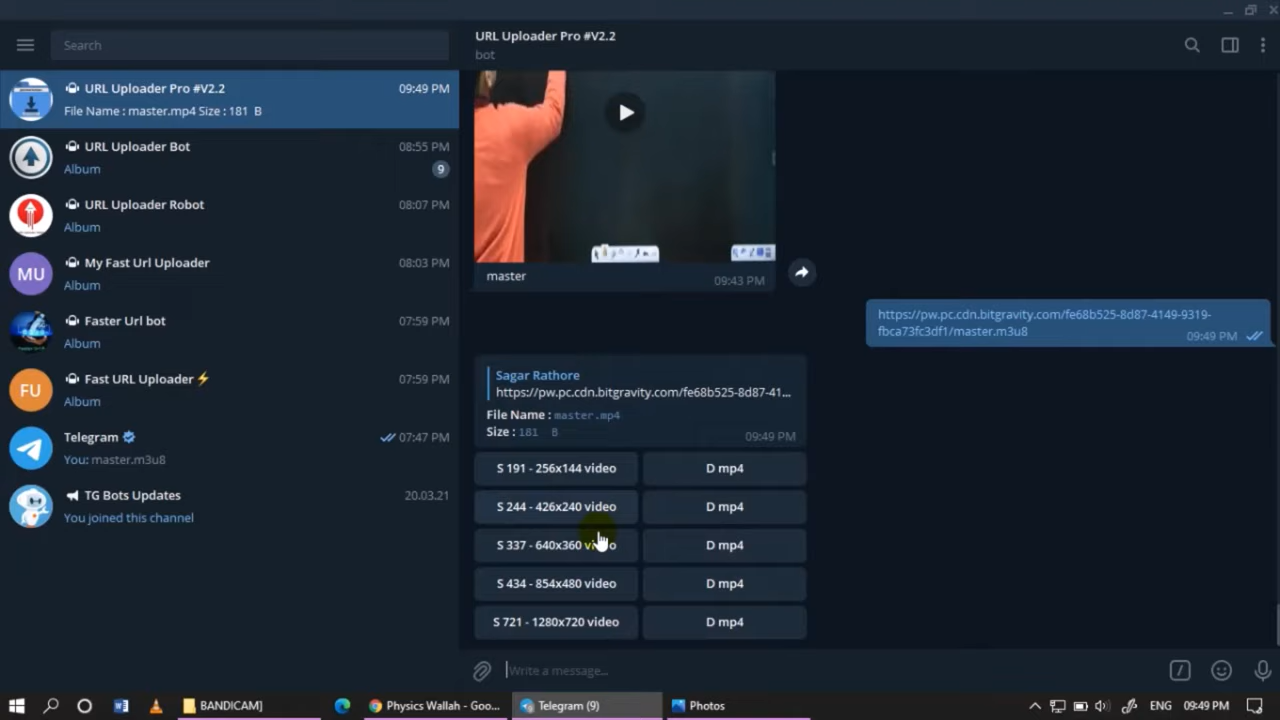 Search
URL Uploader Pro #V2.2
09:49 PM
File Name : master.mp4 Size : 181 B
URL Uploader Bot
08:55 PM
Album
9
URL Uploader Robot
08:07 PM
Album
MU
My Fast Url Uploader
08:03 PM
Album
Faster Url bot
07:59 PM
Album
FU
Fast URL Uploader⚡
07:59 PM
Album
Telegram
07:47 PM
You: master.m3u8
TG Bots Updates
20.03.21
You joined this channel
URL Uploader Pro #V2.2
bot
master
09:43 PM
https://pw.pc.cdn.bitgravity.com/fe68b525-8d87-4149-9319-
fbca73fc3df1/master.m3u8
09:49 PM
Sagar Rathore
https://pw.pc.cdn.bitgravity.com/fe68b525-8d87-41...
File Name : master.mp4
Size : 181 B
09:49 PM
S 191 - 256x144 video
D mp4
S 244 - 426x240 video
D mp4
S 337 - 640x360 video
D mp4
S 434 - 854x480 video
D mp4
S 721 - 1280x720 video
D mp4
Write a message...
BANDICAM]
Physics Wallah - Goo...
Telegram (9)
Photos
ENG
09:49 PM